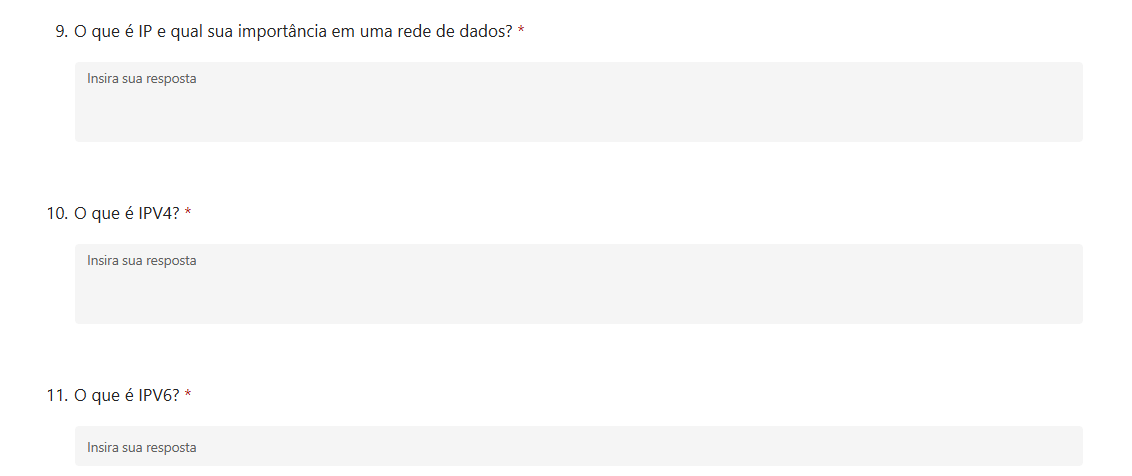 9. O que é IP e qual sua importância em uma rede de dados? *
Insira sua resposta
10. O que é IPV4? *
Insira sua resposta
11. O que é IPV6? *
Insira sua resposta